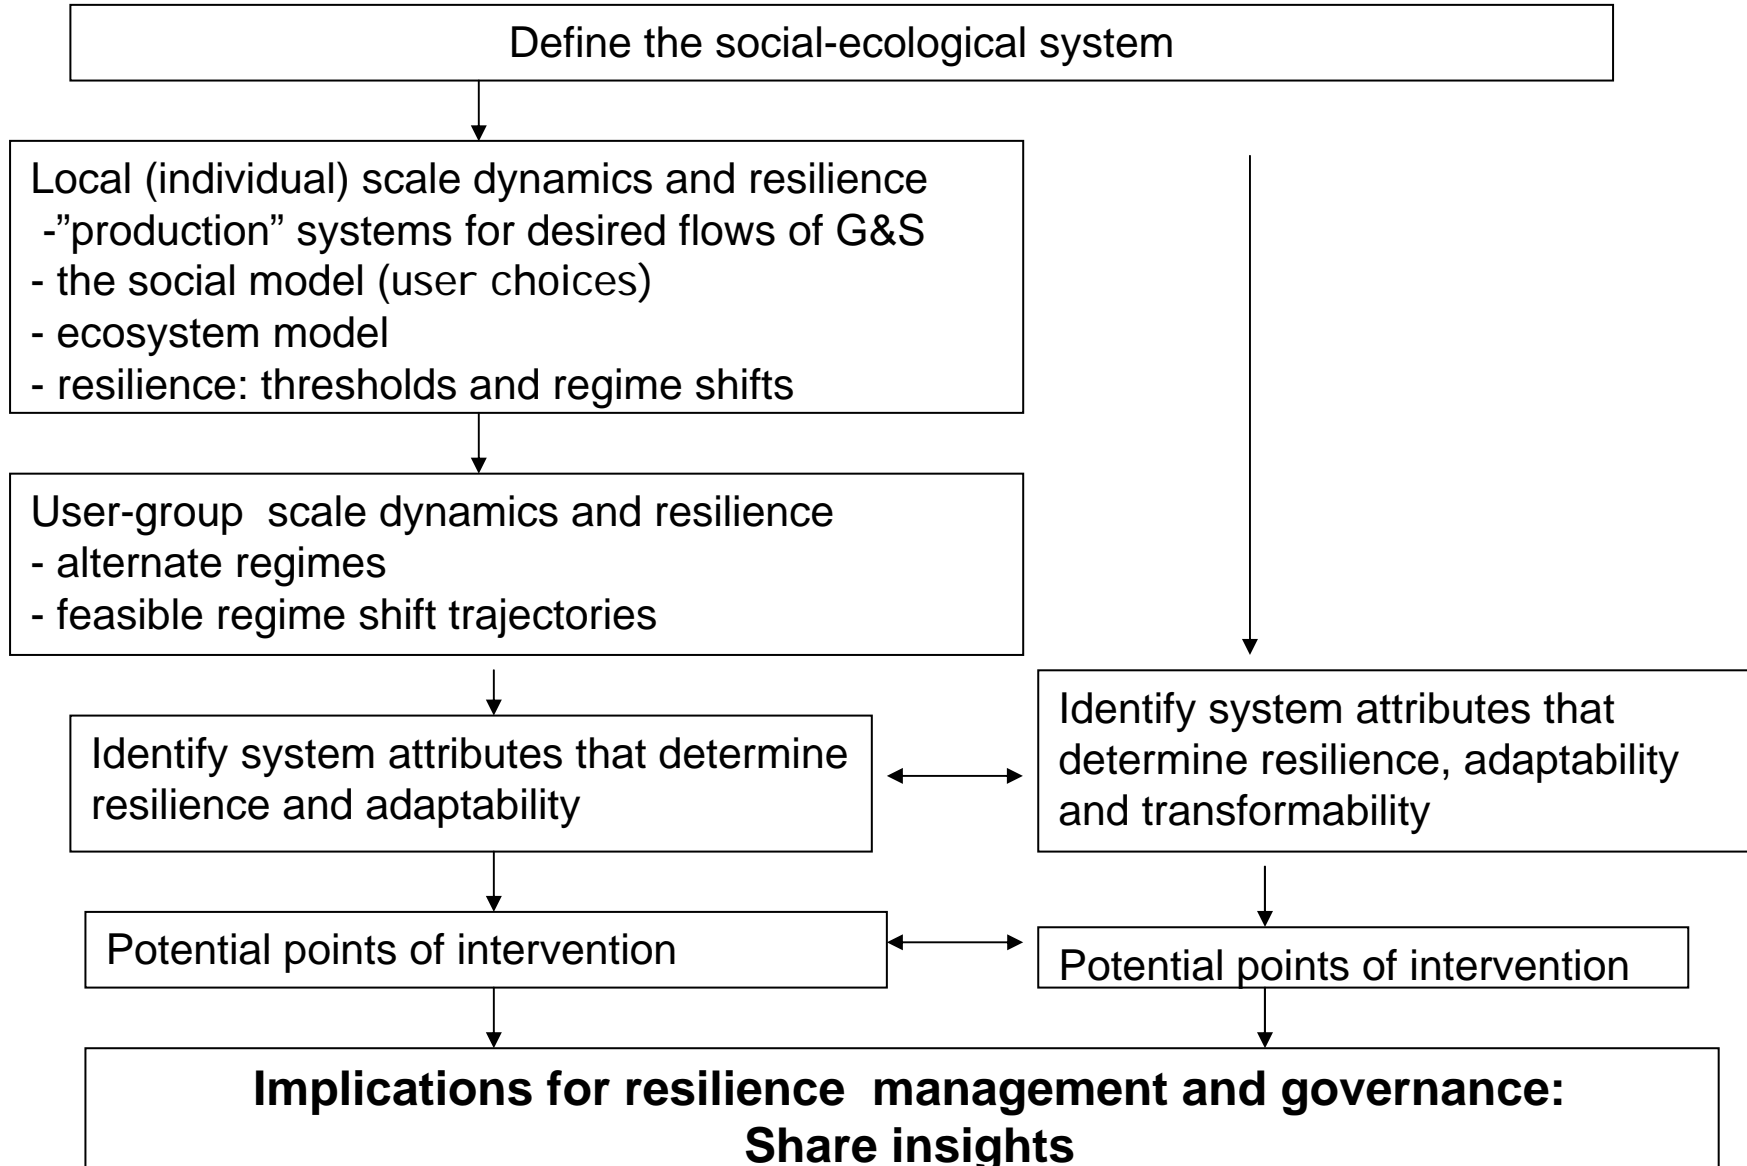 Define the social-ecological system
Local (individual) scale dynamics and resilience
-”production” systems for desired flows of G&S
- the social model (user choices)
- ecosystem model
- resilience: thresholds and regime shifts
User-group  scale dynamics and resilience
- alternate regimes
- feasible regime shift trajectories
Identify system attributes that determine
resilience and adaptability
Identify system attributes that
determine resilience, adaptability
and transformability
Potential points of intervention
Potential points of intervention
Implications for resilience  management and governance:
Share insights